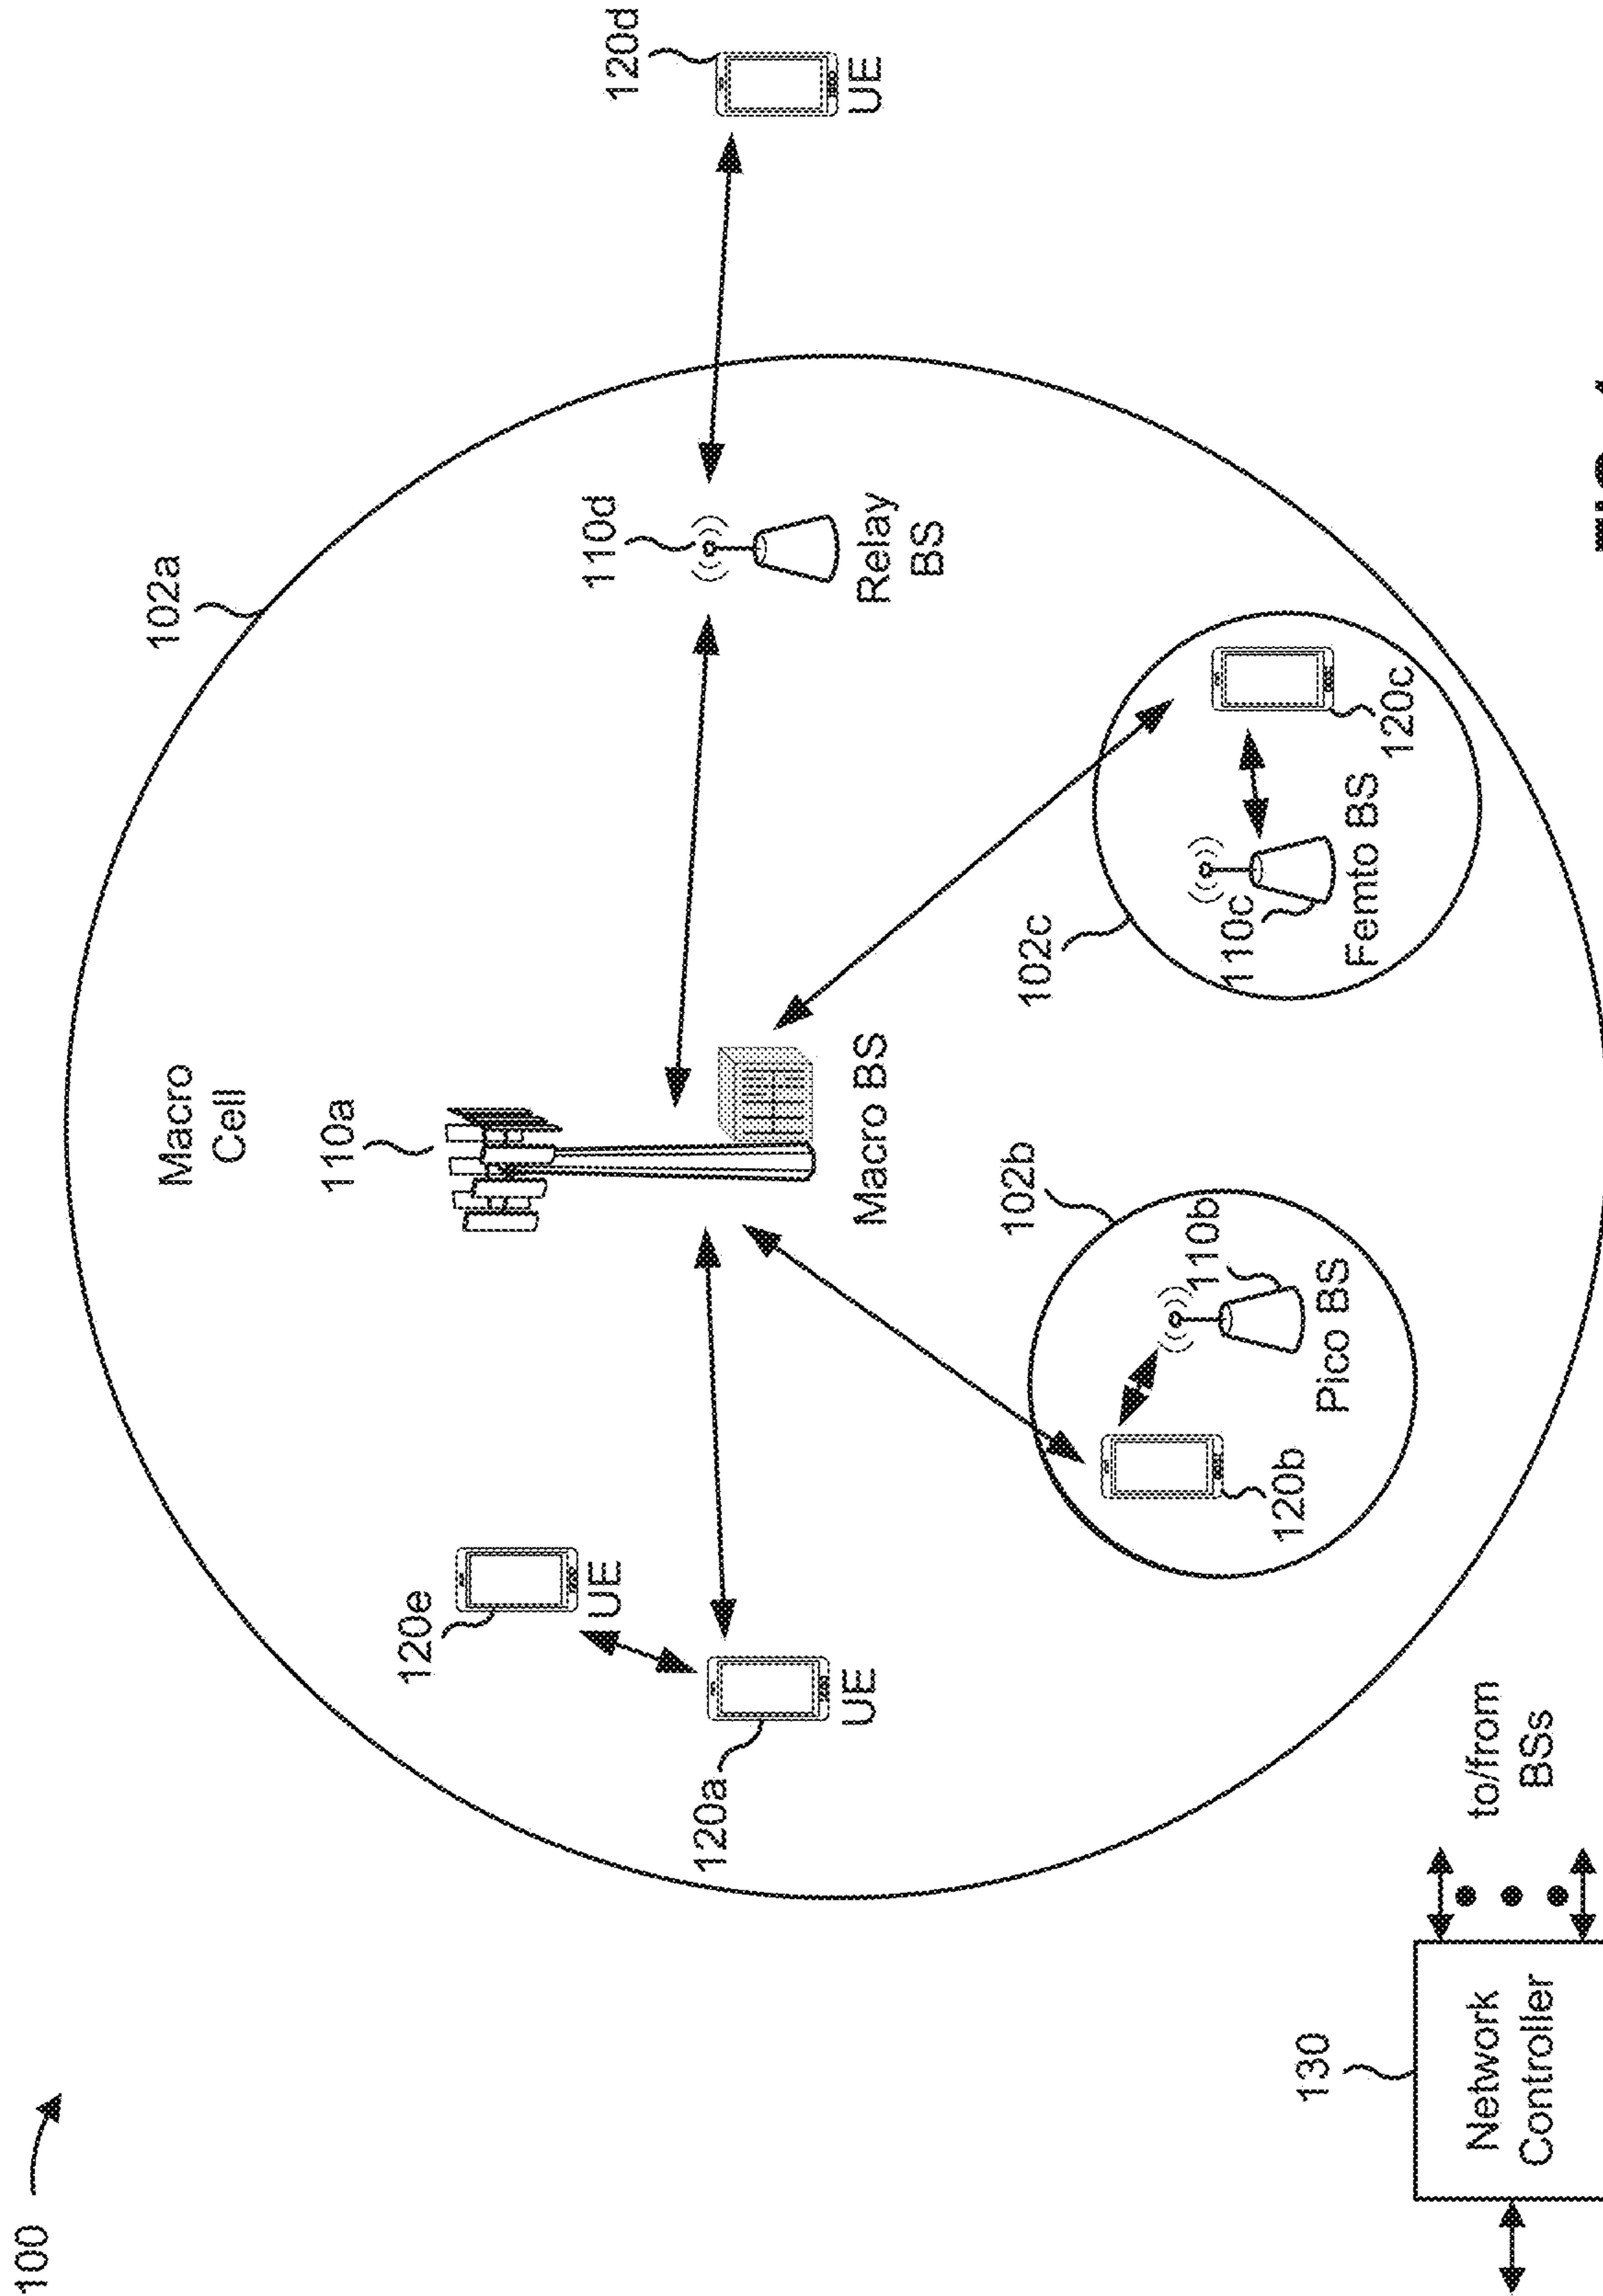 100
102a
Macro
Cell
110a
120d
UE
110d
Relay
BS
120e
UE
120a
UE
Macro BS
102b
110b
Pico BS
120b
102c
110c
Femto BS
120c
130
Network
Controller
to/from
BSs